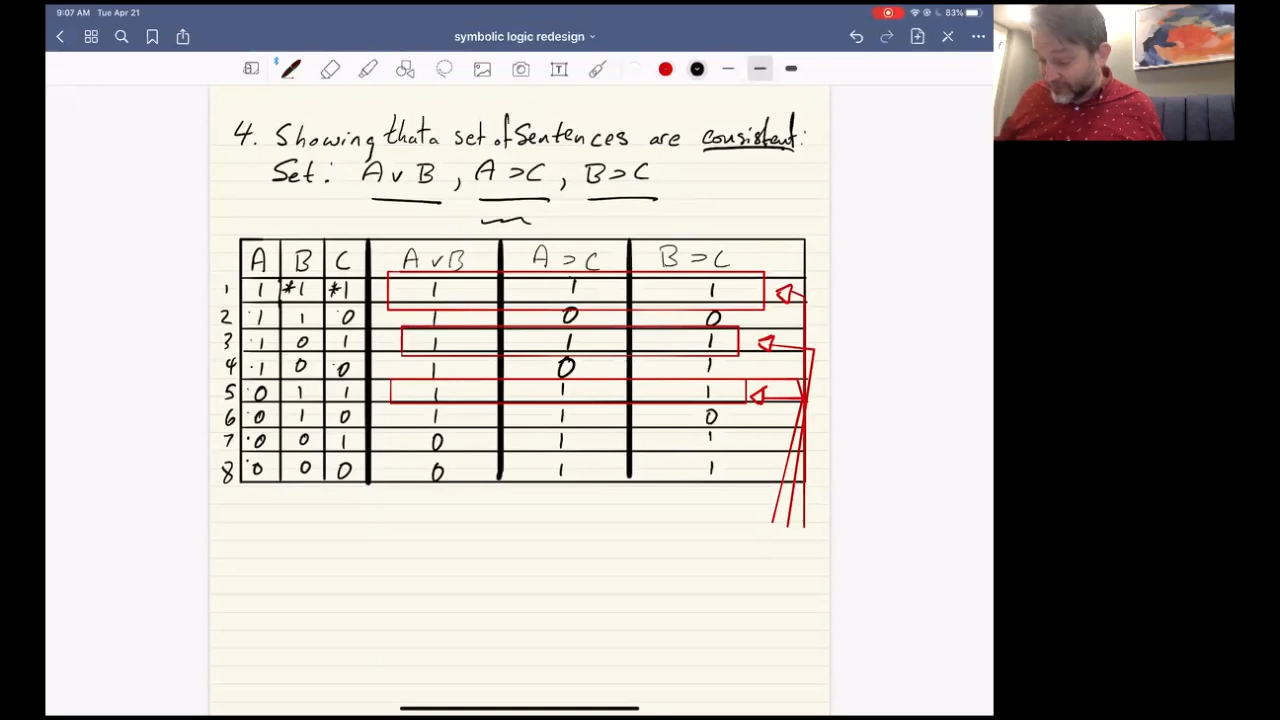 9:07 AM Tue Apr 21
83%
symbolic logic redesign
4. Showing that a set of Sentences are consistent:
Set: A v B, A ⊃ C, B ⊃ C
A B C A v B A ⊃ C B ⊃ C
1 1 *1 *1 1 1 1
2 1 1 0 1 0 0
3 1 0 1 1 1 1
4 1 0 0 1 0 1
5 0 1 1 1 1 1
6 0 1 0 1 1 0
7 0 0 1 0 1 1
8 0 0 0 0 1 1